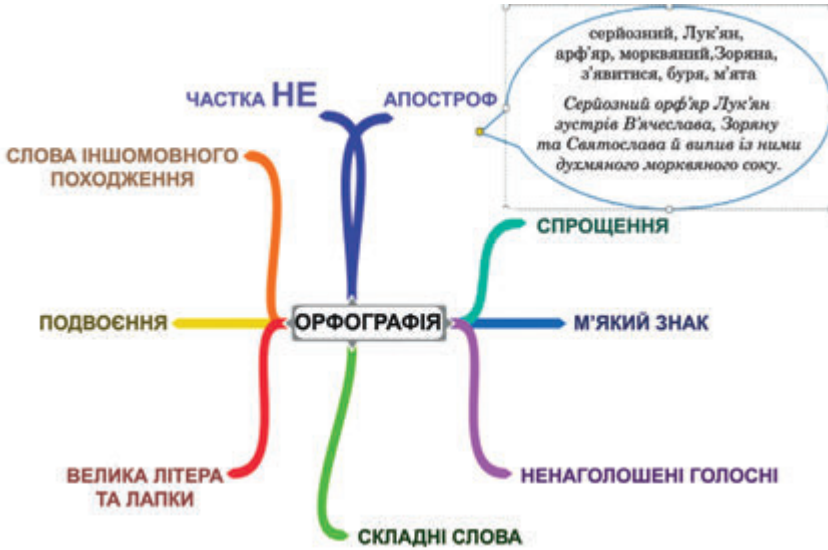 серйозний, Лук'ян,
арф'яр, морквяний,Зоряна,
з'явитися, буря, м'ята
Серйозний орф'яр Лук'ян
зустрів В'ячеслава, Зоряну
та Святослава й випив із ними
духмяного морквяного соку.
ЧАСТКА НЕ
АПОСТРОФ
СЛОВА ІНШОМОВНОГО
ПОХОДЖЕННЯ
СПРОЩЕННЯ
ПОДВОЄННЯ
ОРФОГРАФІЯ
М'ЯКИЙ ЗНАК
ВЕЛИКА ЛІТЕРА
ТА ЛАПКИ
НЕНАГОЛОШЕНІ ГОЛОСНІ
СКЛАДНІ СЛОВА